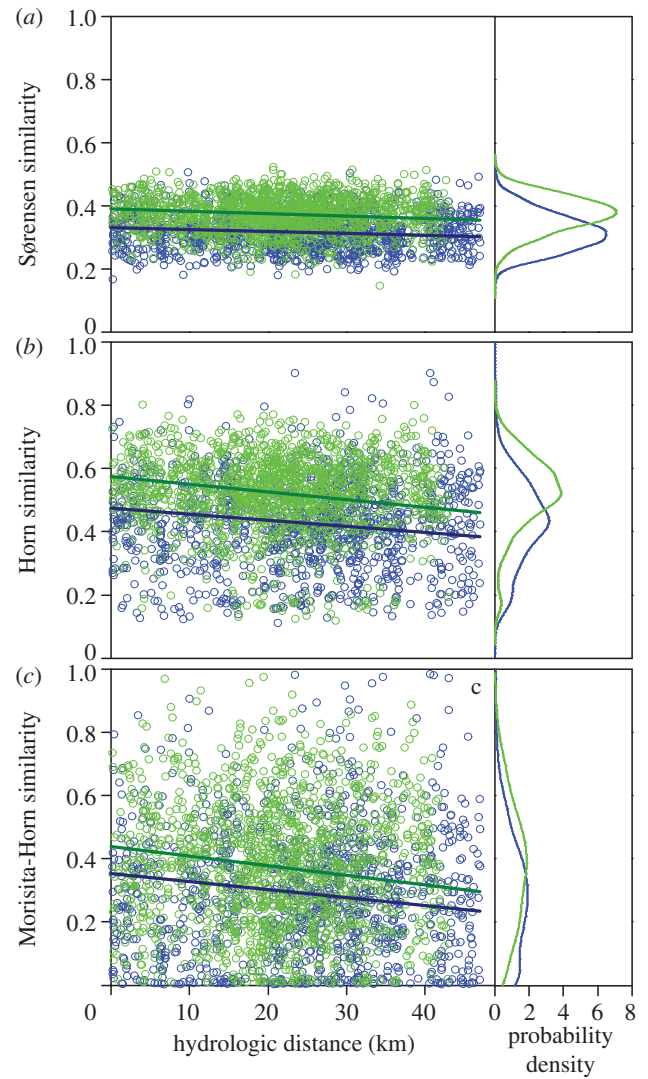 (a)
1.0
0.8
0.6
0.4
0.2
0
Sørensen similarity
(b)
1.0
0.8
0.6
0.4
0.2
0
Horn similarity
(c)
1.0
0.8
0.6
0.4
0.2
0
Morisita-Horn similarity
c
10 20 30 40
hydrologic distance (km)
0 2 4 6 8
probability
density